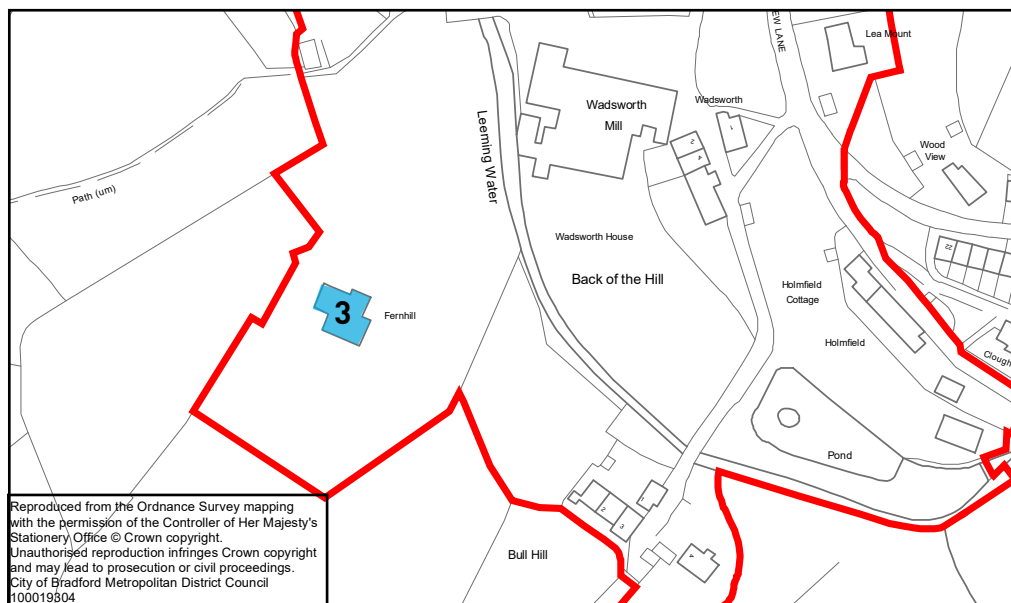 EW LANE
Lea Mount
Wadsworth
Mill
Wadsworth
1
2
4
Leeming Water
Wood
View
Path (um)
Wadsworth House
22
Back of the Hill
Holmfield
Cottage
3
Fernhill
Holmfield
Clough
Pond
2
3
4
Bull Hill
Reproduced from the Ordnance Survey mapping
with the permission of the Controller of Her Majesty's
Stationery Office © Crown copyright.
Unauthorised reproduction infringes Crown copyright
and may lead to prosecution or civil proceedings.
City of Bradford Metropolitan District Council
100019304